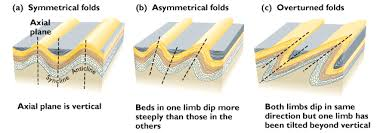 (a) Symmetrical folds
Axial
plane
Syncline
Anticline
Axial plane is vertical
(b) Asymmetrical folds
Beds in one limb dip more
steeply than those in the
others
(c) Overturned folds
Both limbs dip in same
direction but one limb has
been tilted beyond vertical